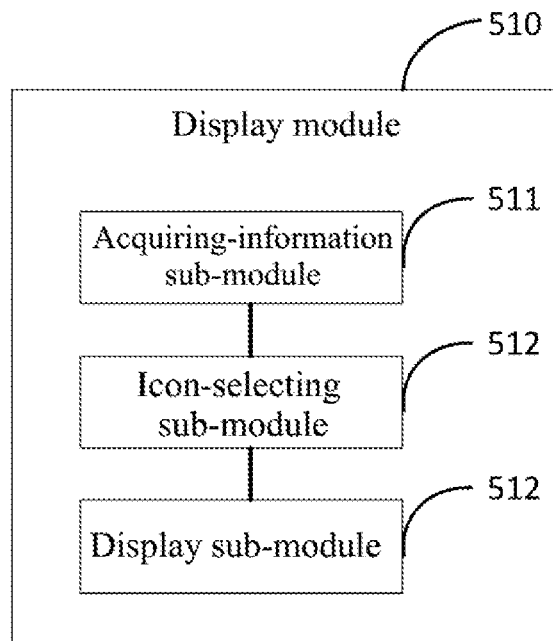 510
Display module
511
Acquiring-information
sub-module
512
Icon-selecting
sub-module
512
Display sub-module